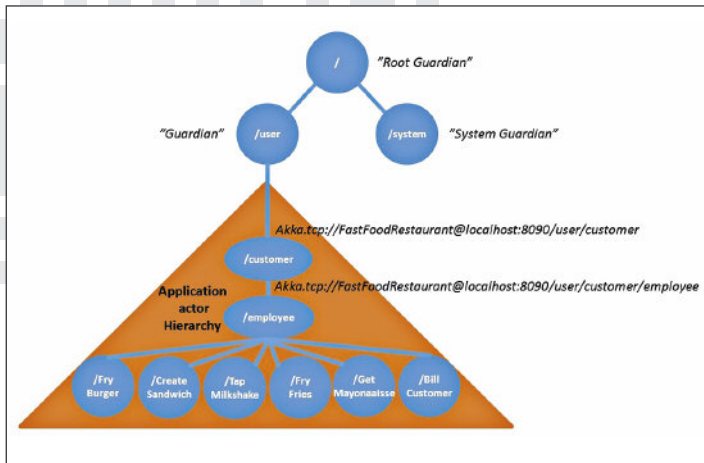 /
"Root Guardian"
"Guardian"
/user
/system
"System Guardian"
Akka.tcp://FastFoodRestaurant@localhost:8090/user/customer
/customer
Akka.tcp://FastFoodRestaurant@localhost:8090/user/customer/employee
Application
actor
Hierarchy
/employee
/Fry
Burger
/Create
Sandwich
/Tap
Milkshake
/Fry
Fries
/Get
Mayonaaisse
/Bill
Customer